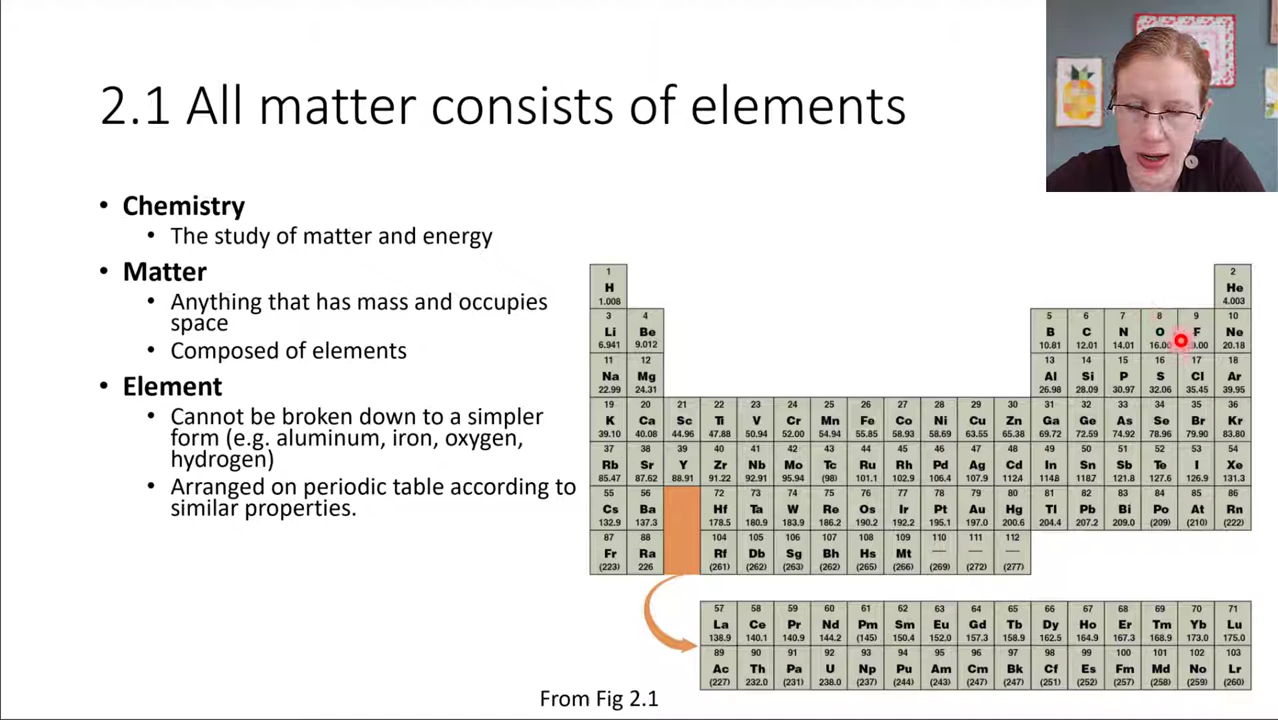 2.1 All matter consists of elements
• Chemistry
• The study of matter and energy
• Matter
• Anything that has mass and occupies
space
• Composed of elements
• Element
• Cannot be broken down to a simpler
form (e.g. aluminum, iron, oxygen,
hydrogen)
• Arranged on periodic table according to
similar properties.
1 2
H He
1.008 4.003
3 4 5 6 7 8 9 10
Li Be B C N O F Ne
6.941 9.012 10.81 12.01 14.01 20.18
11 12 13 14 15 16 17 18
Na Mg Al Si P S Cl Ar
22.99 24.31 26.98 28.09 30.97 32.06 35.45 39.95
19 20 21 22 23 24 25 26 27 28 29 30 31 32 33 34 35 36
K Ca Sc Ti V Cr Mn Fe Co Ni Cu Zn Ga Ge As Se Br Kr
39.10 40.08 44.96 47.88 50.94 52.00 54.94 55.85 58.93 58.69 63.55 65.38 69.72 72.59 74.92 78.96 79.90 83.80
37 38 39 40 41 42 43 44 45 46 47 48 49 50 51 52 53 54
Rb Sr Y Zr Nb Mo Tc Ru Rh Pd Ag Cd In Sn Sb Te I Xe
85.47 87.62 88.91 91.22 92.91 95.94 (98) 101.1 102.9 106.4 107.9 112.4 114.8 118.7 121.8 127.6 126.9 131.3
55 56 72 73 74 75 76 77 78 79 80 81 82 83 84 85 86
Cs Ba Hf Ta W Re Os Ir Pt Au Hg Tl Pb Bi Po At Rn
132.9 137.3 178.5 180.9 183.9 186.2 190.2 192.2 195.1 197.0 200.6 204.4 207.2 209.0 (209) (210) (222)
87 88 104 105 106 107 108 109 110 111 112
Fr Ra Rf Db Sg Bh Hs Mt — — —
(223) 226 (261) (262) (263) (262) (265) (266) (269) (272) (277)
57 58 59 60 61 62 63 64 65 66 67 68 69 70 71
La Ce Pr Nd Pm Sm Eu Gd Tb Dy Ho Er Tm Yb Lu
138.9 140.1 140.9 144.2 (145) 150.4 152.0 157.3 158.9 162.5 164.9 167.3 168.9 173.0 175.0
89 90 91 92 93 94 95 96 97 98 99 100 101 102 103
Ac Th Pa U Np Pu Am Cm Bk Cf Es Fm Md No Lr
(227) 232.0 (231) 238.0 (237) (244) (243) (247) (247) (251) (252) (257) (258) (259) (260)
From Fig 2.1